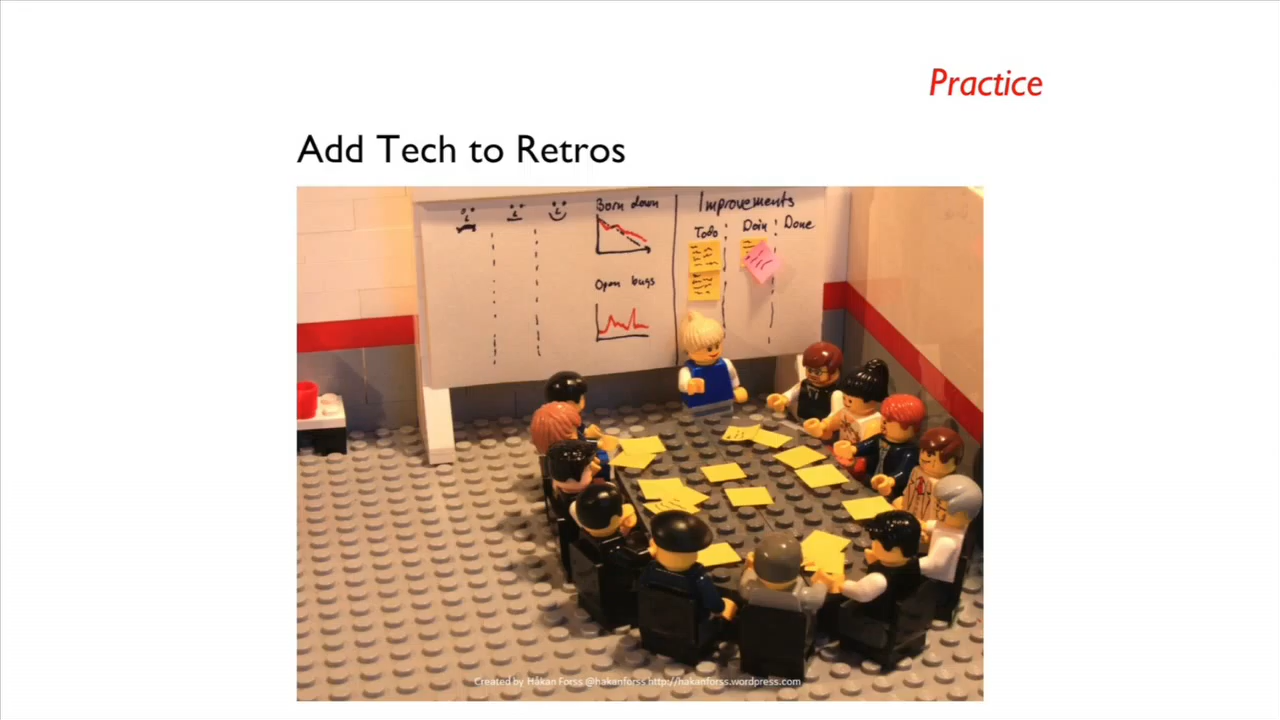 Practice
Add Tech to Retros
Born down
Improvements
Todo
Doin
Done
Open bugs
Created by Håkan Forss @hakanforss http://hakanforss.wordpress.com